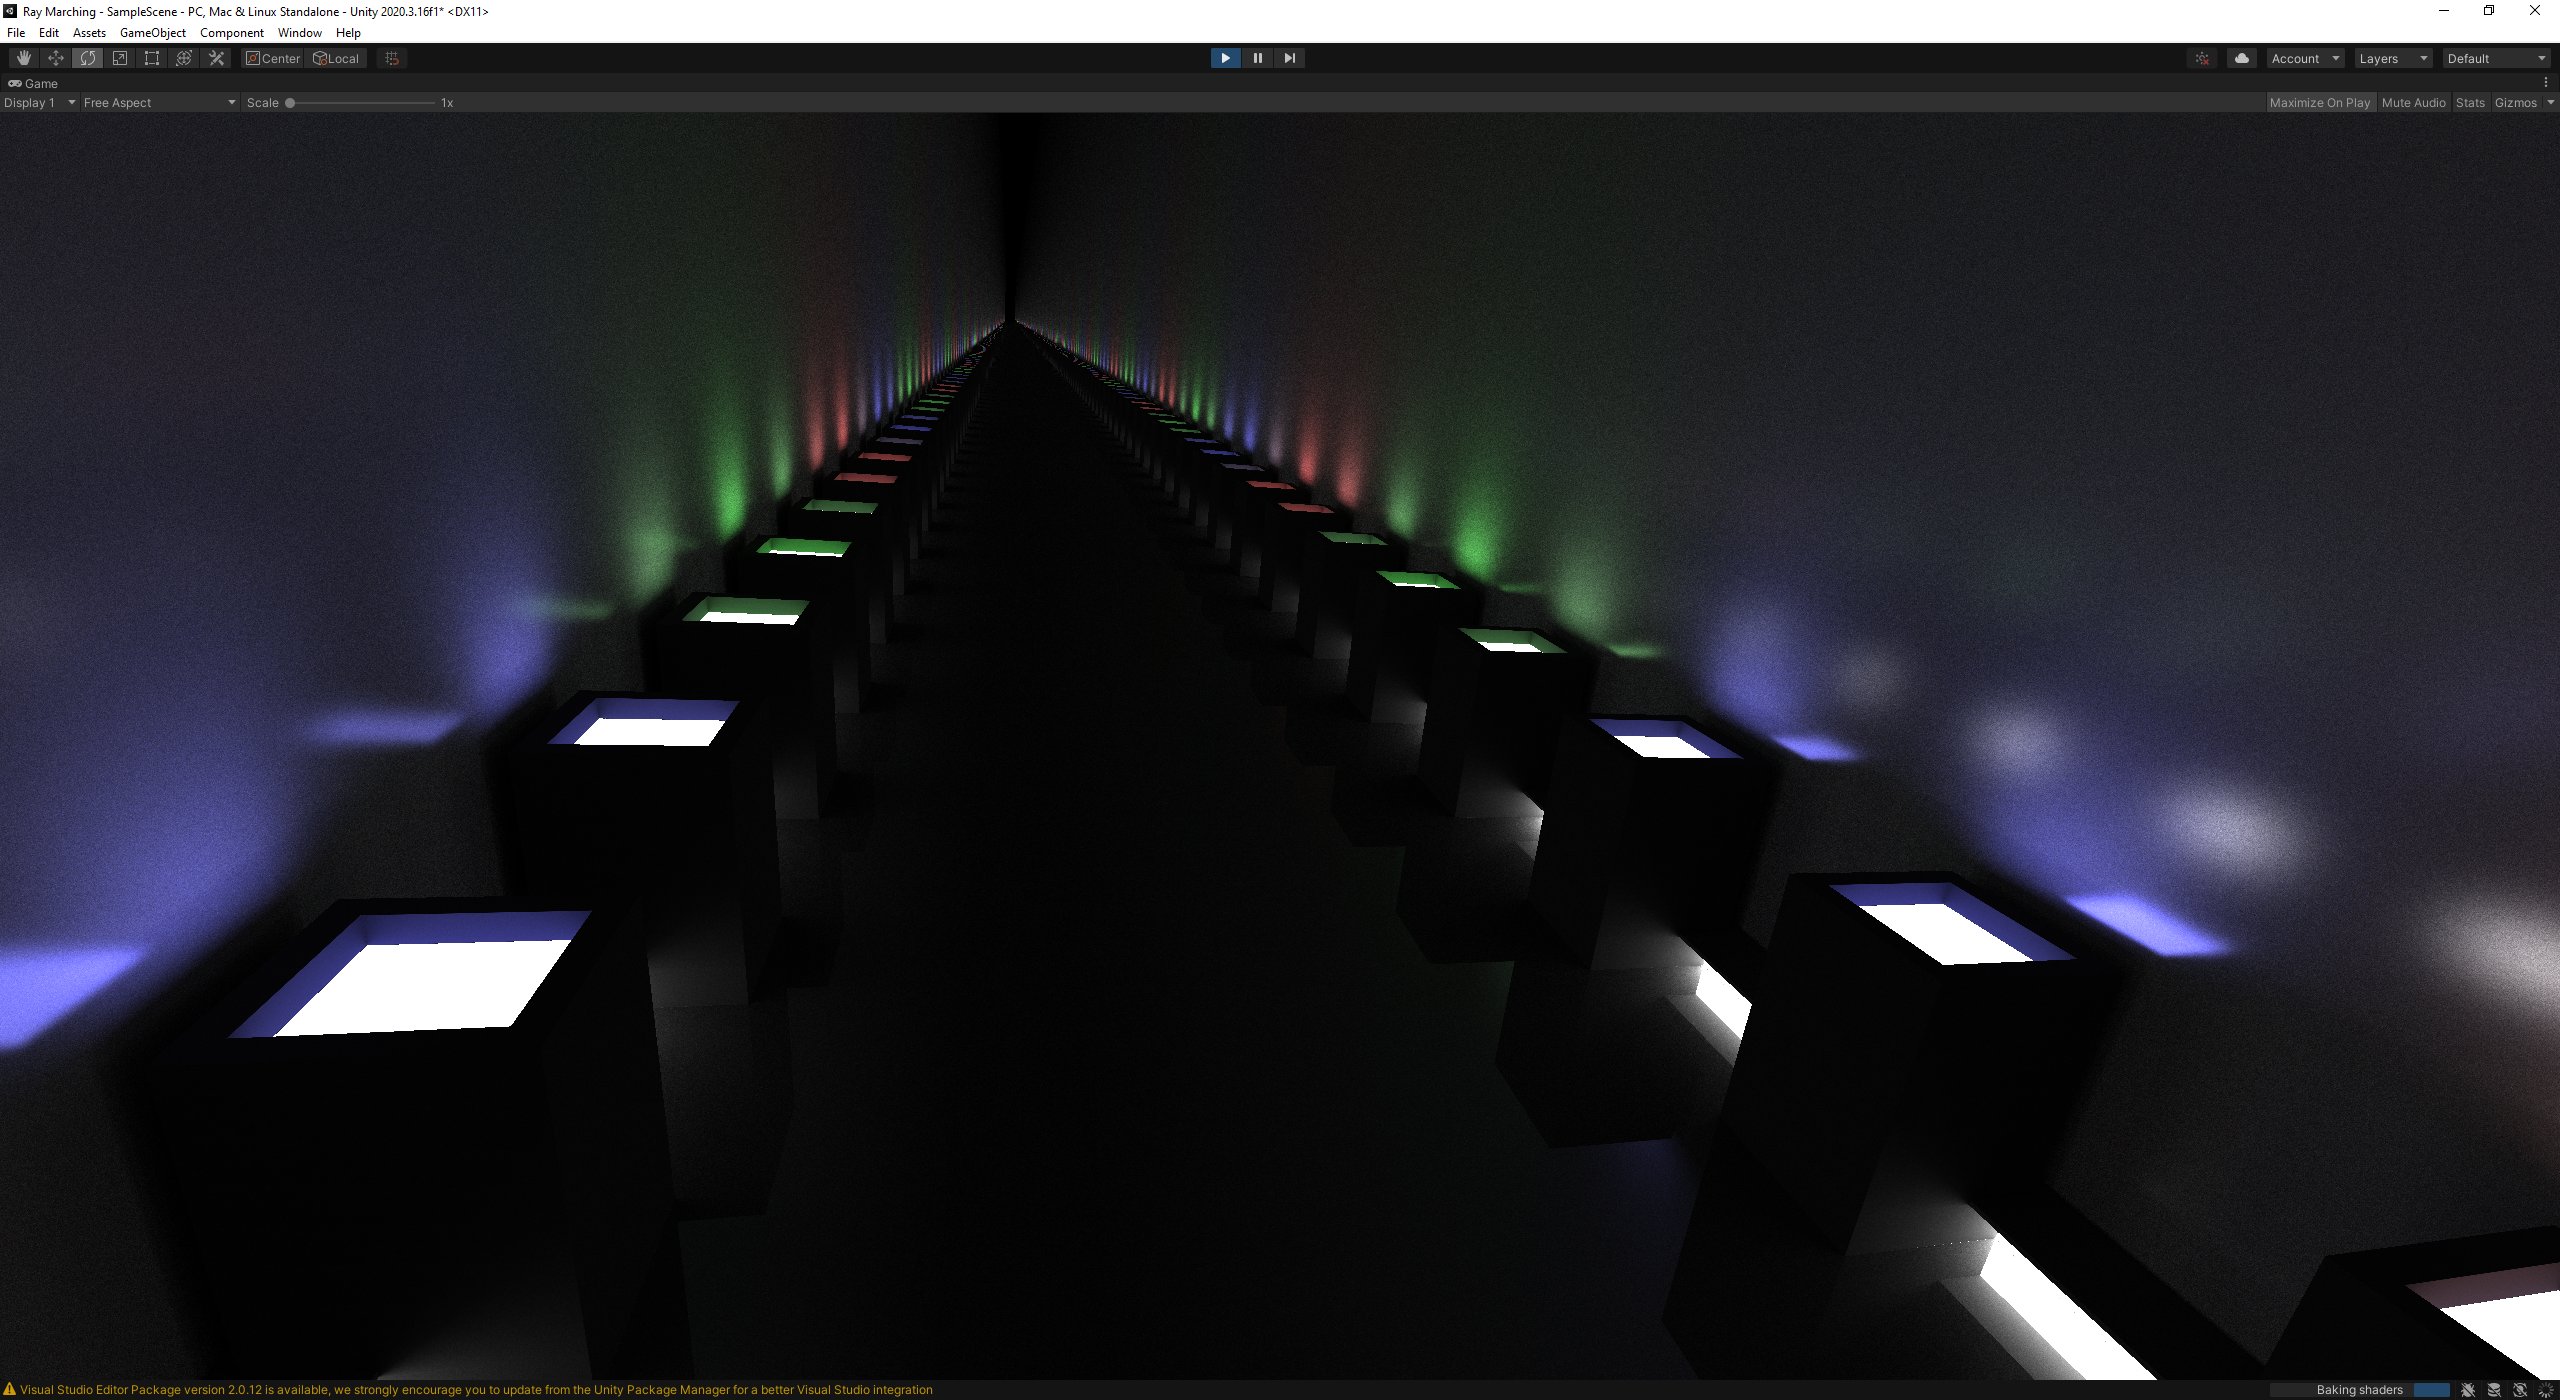 Ray Marching - SampleScene - PC, Mac & Linux Standalone - Unity 2020.3.16f1* <DX11>
File Edit Assets GameObject Component Window Help
Center Local Account Layers Default
Game
Display 1 Free Aspect Scale 1x Maximize On Play Mute Audio Stats Gizmos
Visual Studio Editor Package version 2.0.12 is available, we strongly encourage you to update from the Unity Package Manager for a better Visual Studio integration Baking shaders